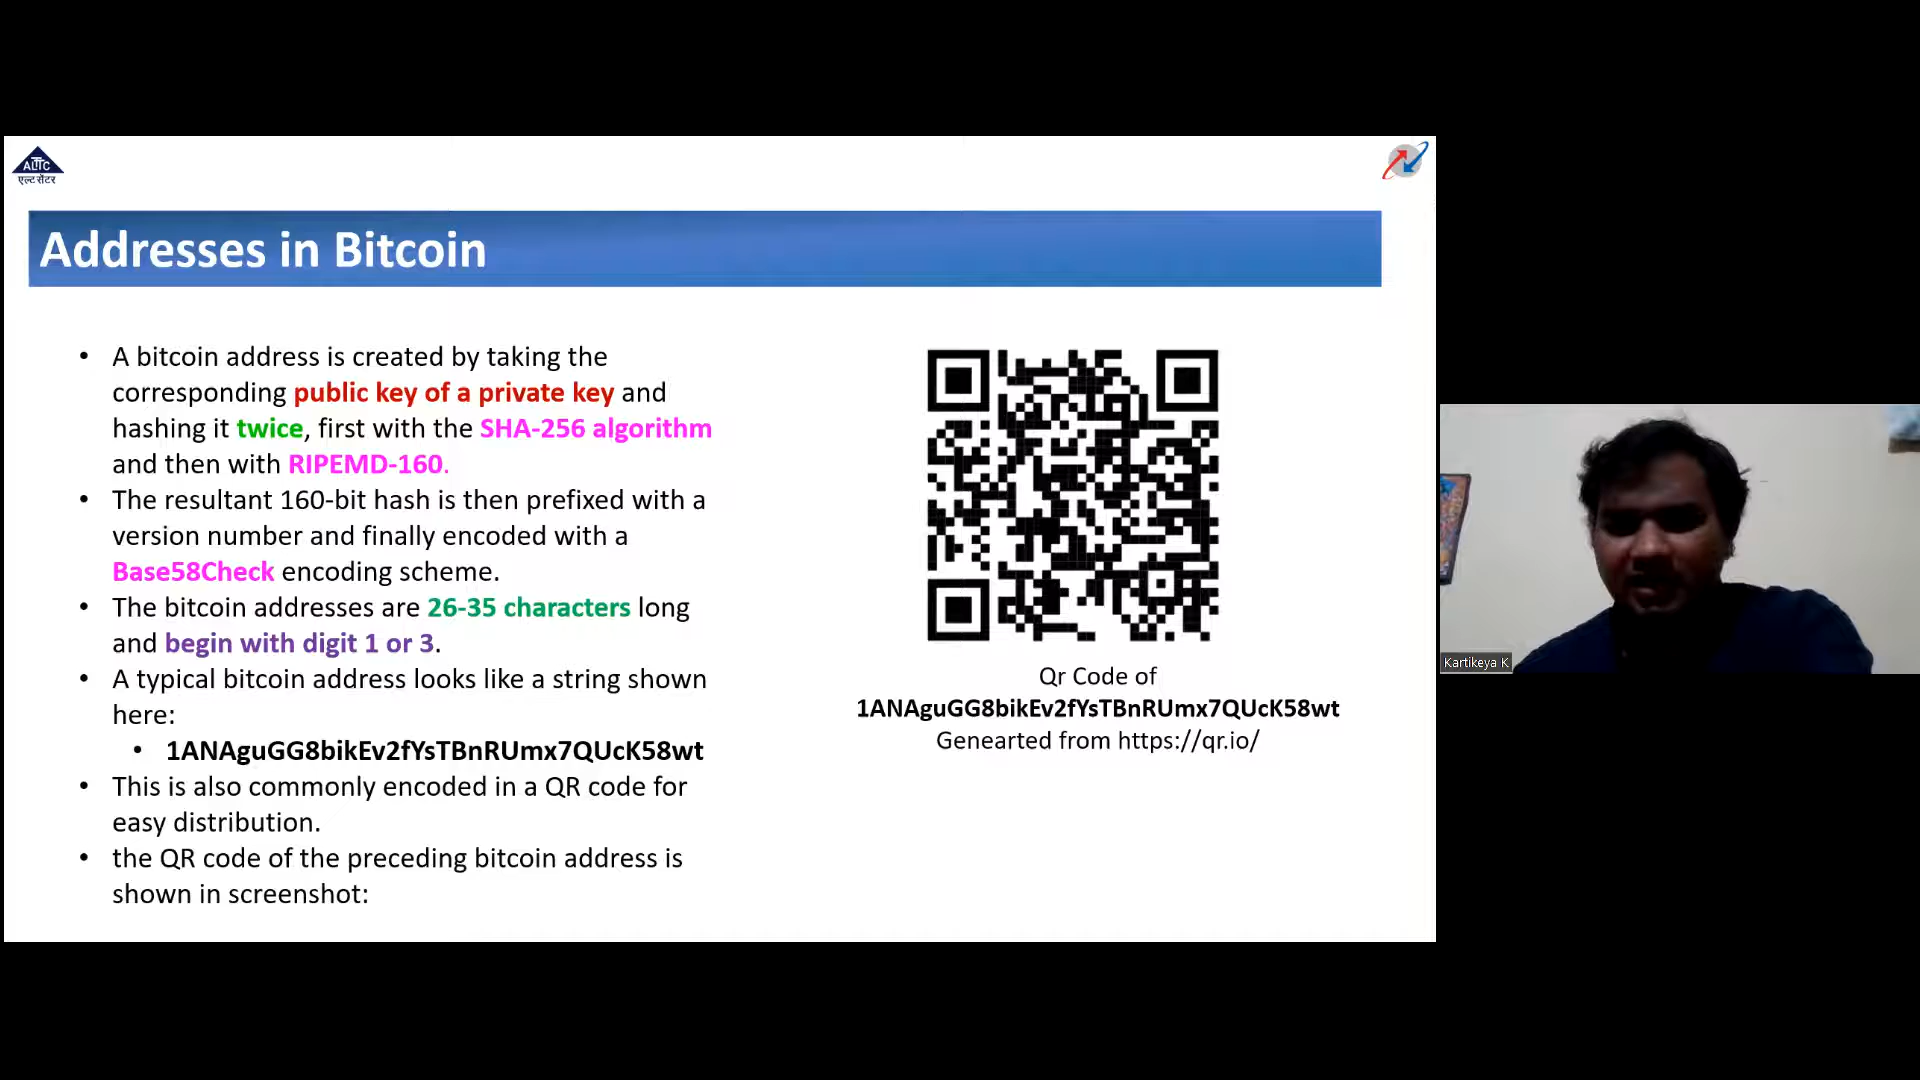 ALTTC
एल्ट सेंटर
Addresses in Bitcoin
• A bitcoin address is created by taking the
corresponding public key of a private key and
hashing it twice, first with the SHA-256 algorithm
and then with RIPEMD-160.
• The resultant 160-bit hash is then prefixed with a
version number and finally encoded with a
Base58Check encoding scheme.
• The bitcoin addresses are 26-35 characters long
and begin with digit 1 or 3.
• A typical bitcoin address looks like a string shown
here:
• 1ANAguGG8bikEv2fYsTBnRUmx7QUcK58wt
• This is also commonly encoded in a QR code for
easy distribution.
• the QR code of the preceding bitcoin address is
shown in screenshot:
Qr Code of
1ANAguGG8bikEv2fYsTBnRUmx7QUcK58wt
Genearted from https://qr.io/
Kartikeya K